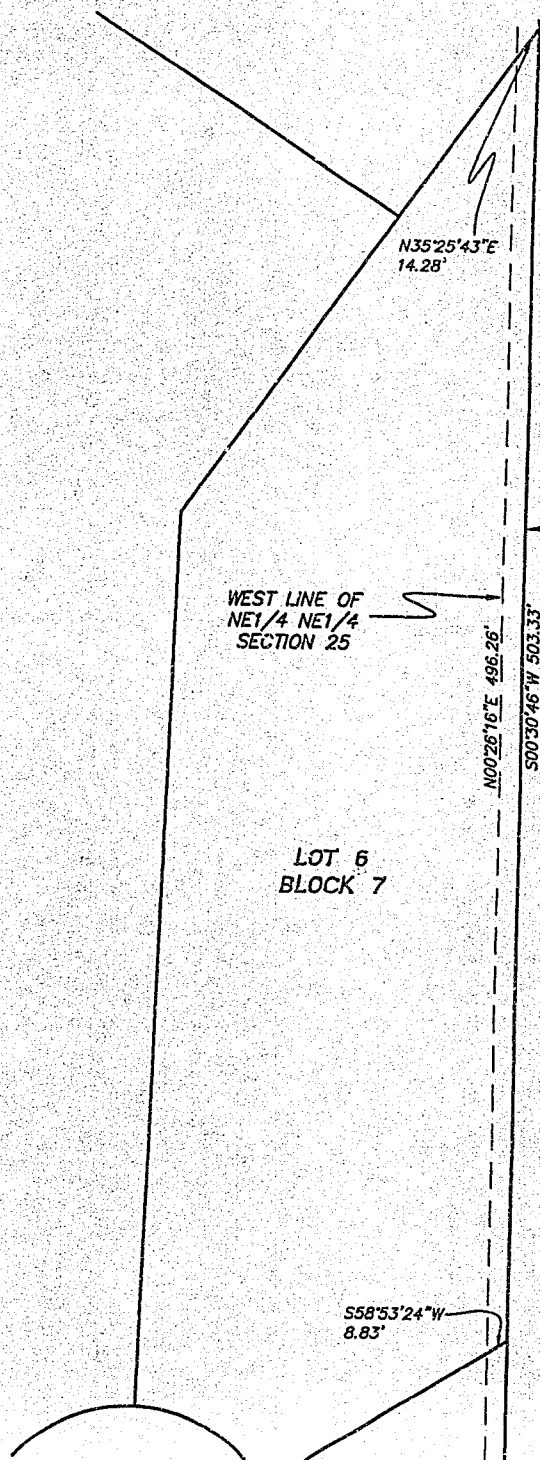 N35°25'43"E
14.28'
WEST LINE OF
NE1/4 NE1/4
SECTION 25
N00°26'16"E 496.26'
S00°30'46"W 503.33'
LOT 6
BLOCK 7
S58°53'24"W
8.83'